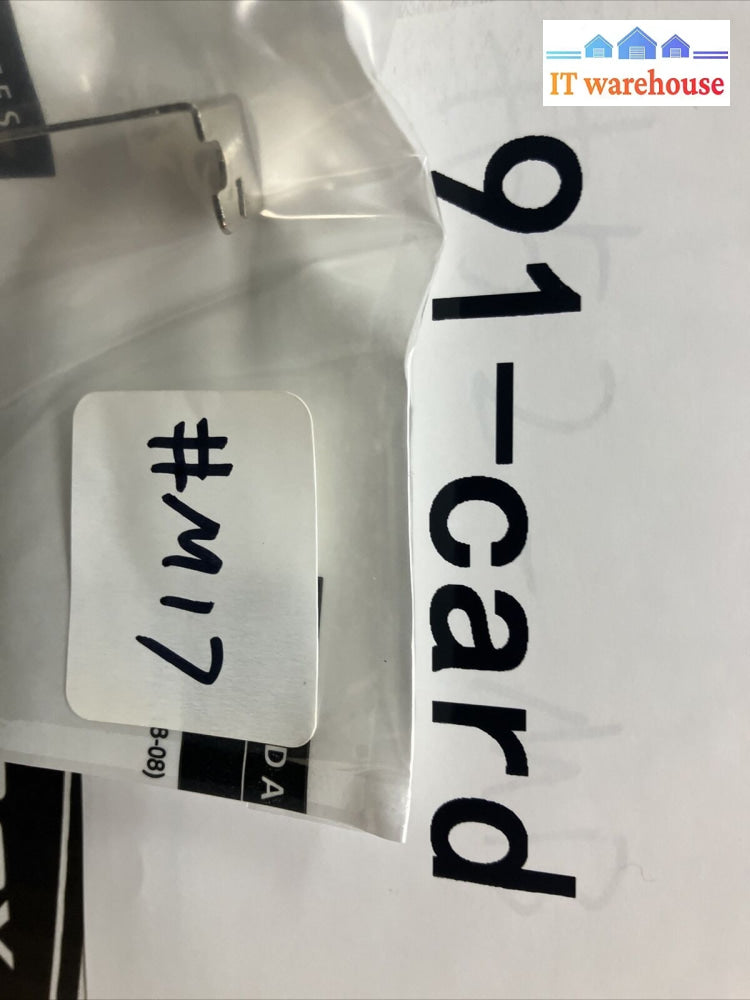 IT warehouse
91-card
#M17
3-08)
DA